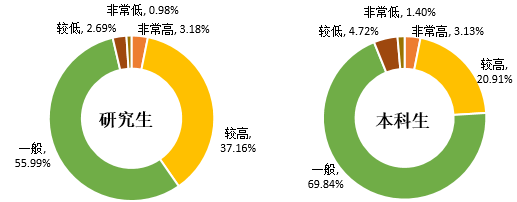 非常低, 0.98%
较低, 2.69%
非常高, 3.18%
研究生
较高,
37.16%
一般,
55.99%
非常低, 1.40%
较低, 4.72%
非常高, 3.13%
较高,
20.91%
本科生
一般,
69.84%